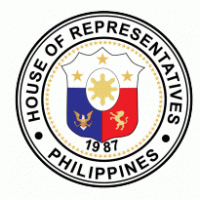 HOUSE OF REPRESENTATIVES
1987
PHILIPPINES